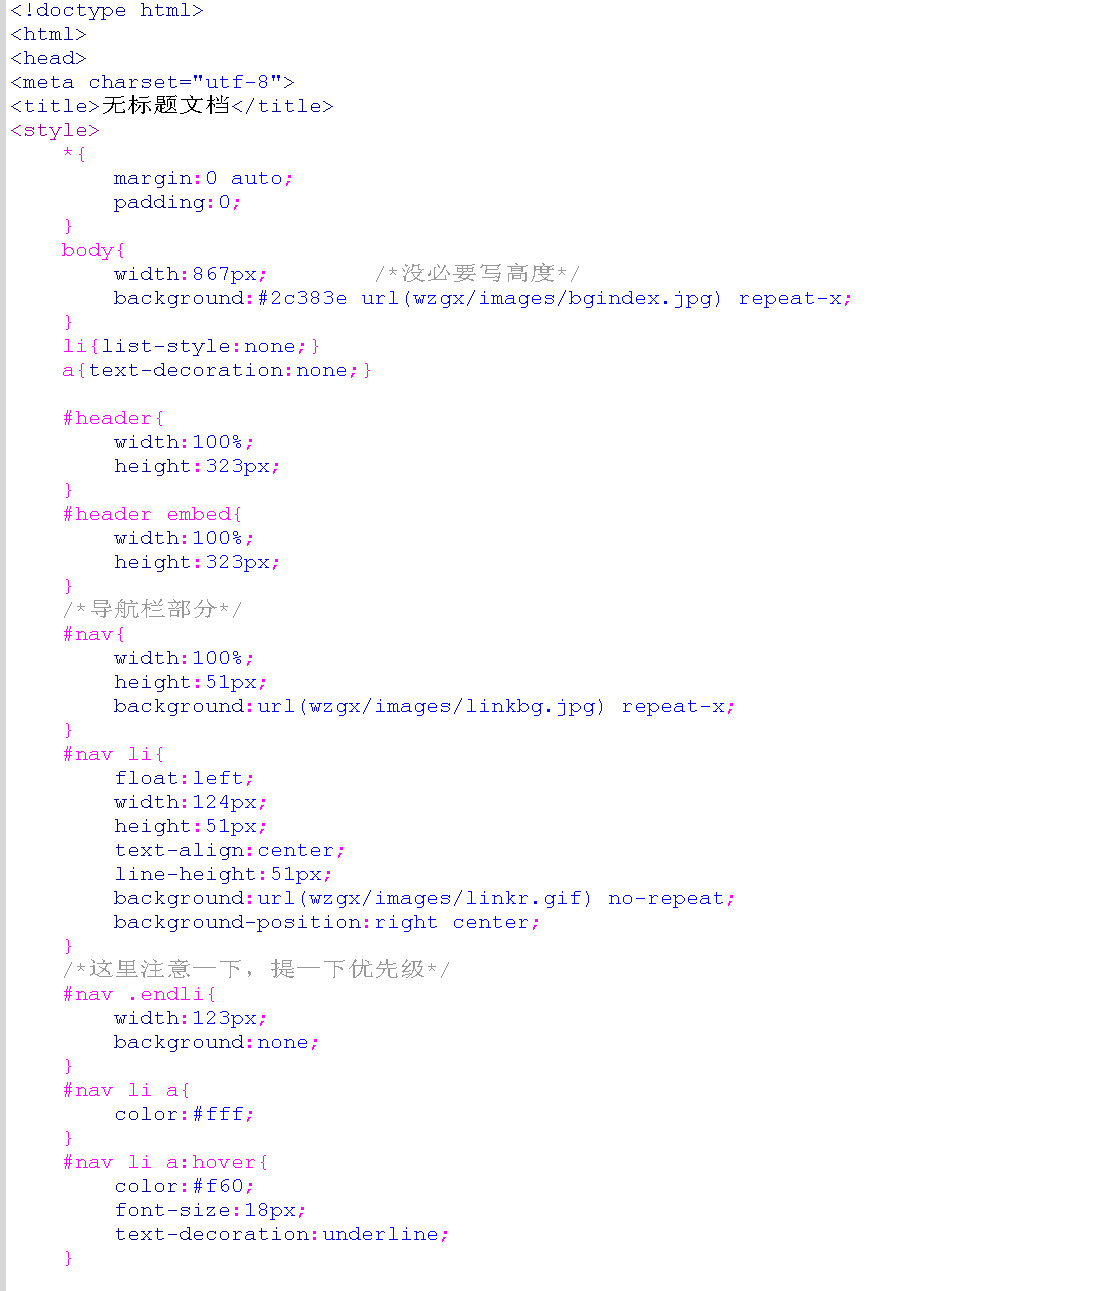 <!doctype html>
<html>
<head>
<meta charset="utf-8">
<title>无标题文档</title>
<style>
    *{
        margin:0 auto;
        padding:0;
    }
    body{
        width:867px;        /*没必要写高度*/
        background:#2c383e url(wzgx/images/bgindex.jpg) repeat-x;
    }
    li{list-style:none;}
    a{text-decoration:none;}

    #header{
        width:100%;
        height:323px;
    }
    #header embed{
        width:100%;
        height:323px;
    }
    /*导航栏部分*/
    #nav{
        width:100%;
        height:51px;
        background:url(wzgx/images/linkbg.jpg) repeat-x;
    }
    #nav li{
        float:left;
        width:124px;
        height:51px;
        text-align:center;
        line-height:51px;
        background:url(wzgx/images/linkr.gif) no-repeat;
        background-position:right center;
    }
    /*这里注意一下，提一下优先级*/
    #nav .endli{
        width:123px;
        background:none;
    }
    #nav li a{
        color:#fff;
    }
    #nav li a:hover{
        color:#f60;
        font-size:18px;
        text-decoration:underline;
    }